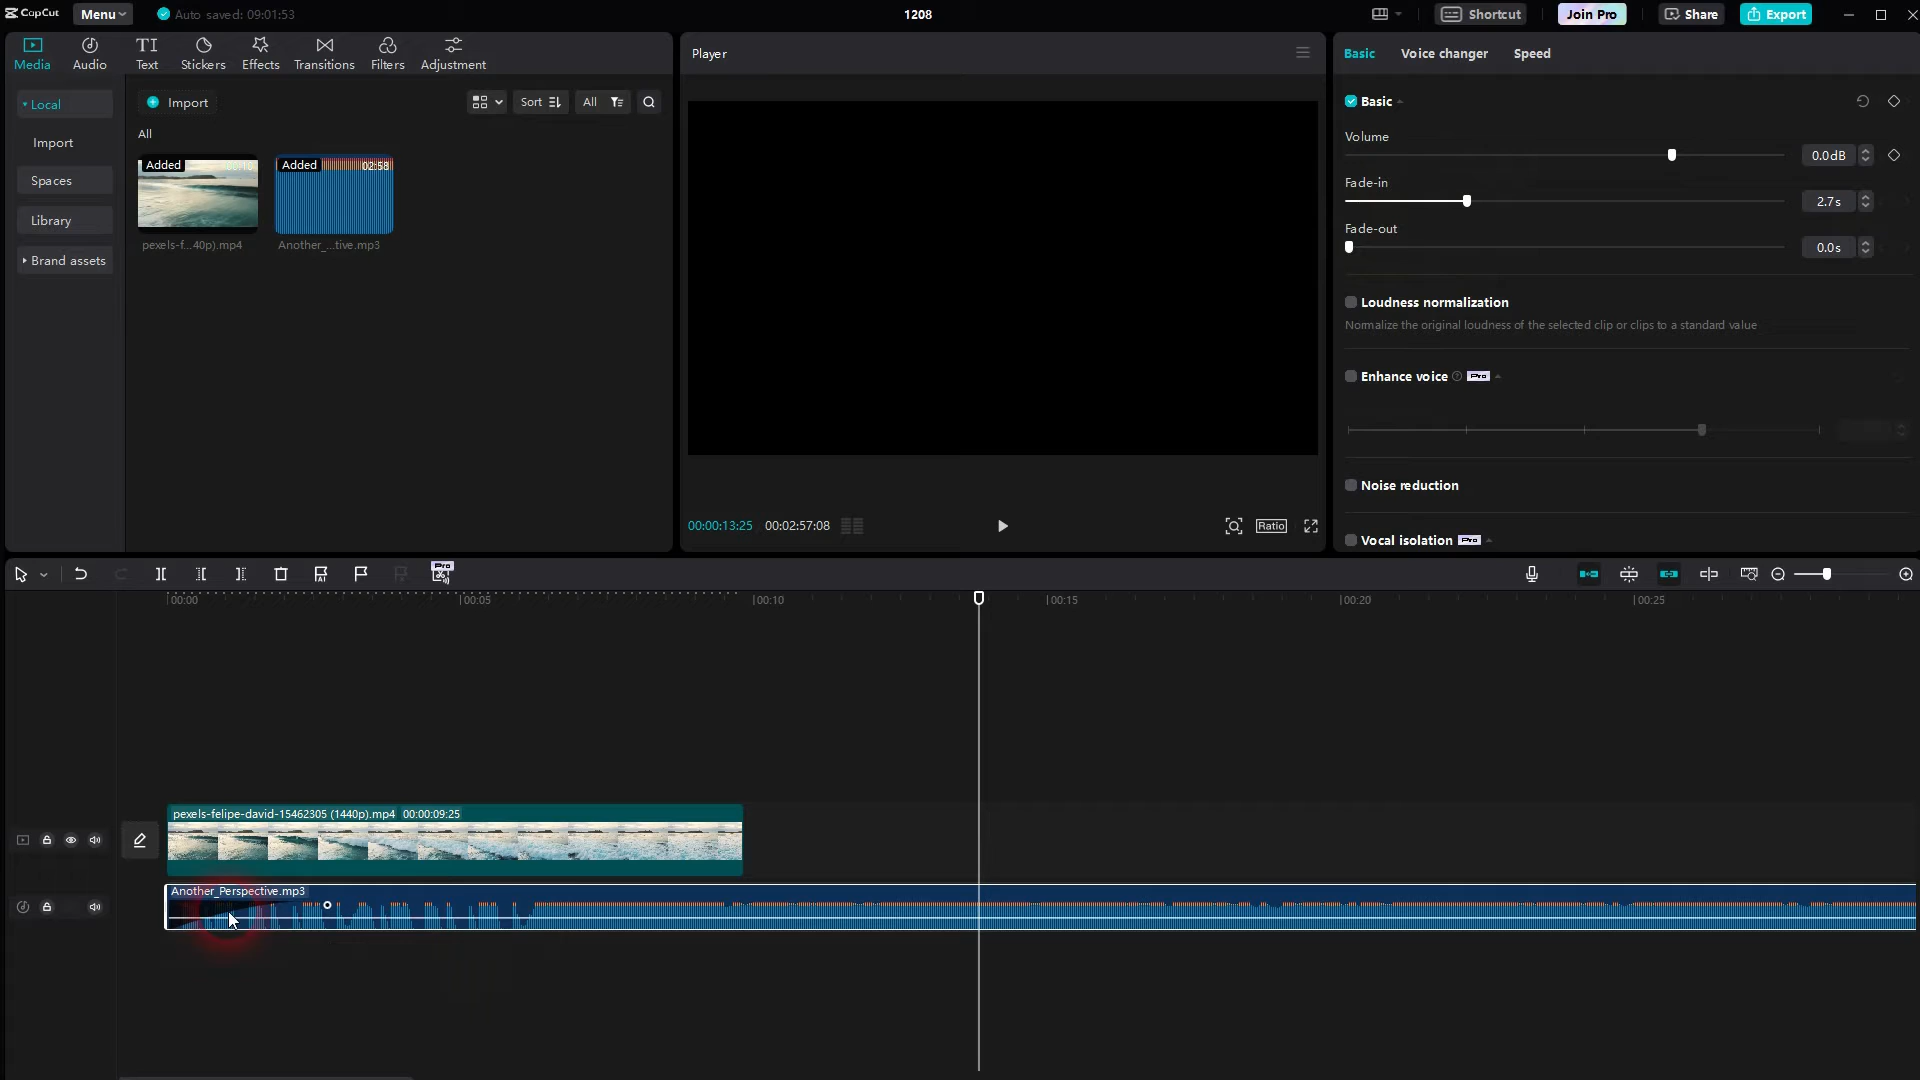 CapCut
Menu
Auto saved: 09:01:53
1208
Shortcut
Join Pro
Share
Export
Media
Audio
Text
Stickers
Effects
Transitions
Filters
Adjustment
Player
Basic
Voice changer
Speed
Local
Import
Spaces
Library
Brand assets
Import
Sort
All
All
Added
Added
02:58
pexels-f...40p).mp4
Another_...tive.mp3
Basic
Volume
0.0dB
Fade-in
2.7s
Fade-out
0.0s
Loudness normalization
Normalize the original loudness of the selected clip or clips to a standard value
Enhance voice
Pro
Noise reduction
Vocal isolation
Pro
00:00:13:25
00:02:57:08
Ratio
Pro
00:00
00:05
00:10
00:15
00:20
00:25
pexels-felipe-david-15462305 (1440p).mp4 00:00:09:25
Another_Perspective.mp3